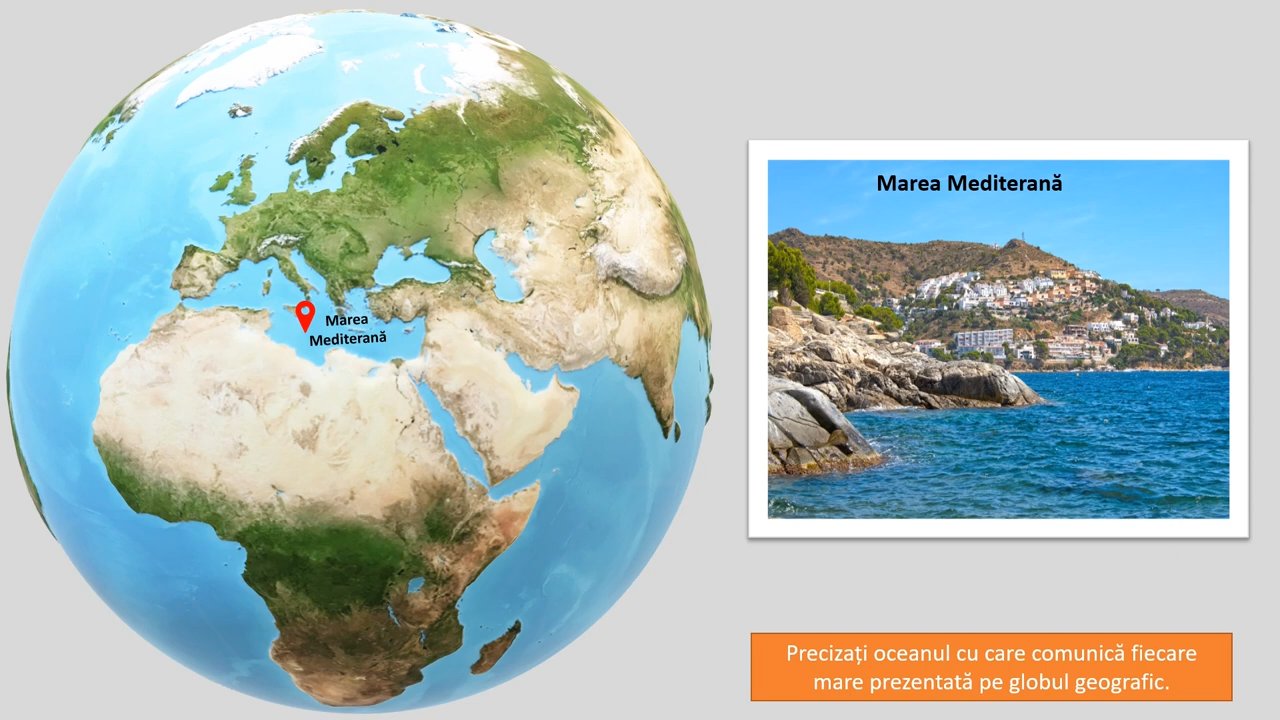 Marea
Mediterană
Marea Mediterană
Precizați oceanul cu care comunică fiecare
mare prezentată pe globul geografic.